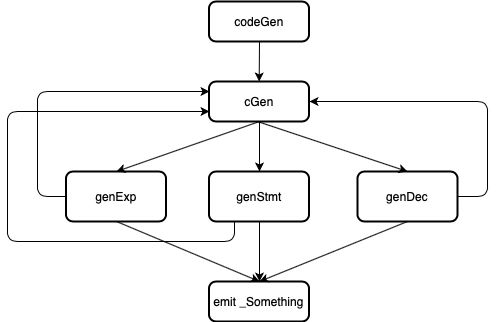 codeGen
cGen
genExp
genStmt
genDec
emit _Something